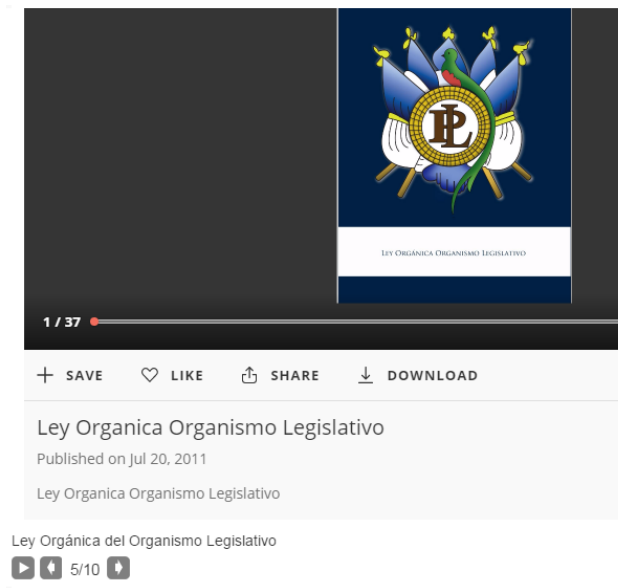 PL
LEY ORGÁNICA ORGANISMO LEGISLATIVO
1 / 37
SAVE LIKE SHARE DOWNLOAD
Ley Organica Organismo Legislativo
Published on Jul 20, 2011
Ley Organica Organismo Legislativo
Ley Orgánica del Organismo Legislativo
5/10